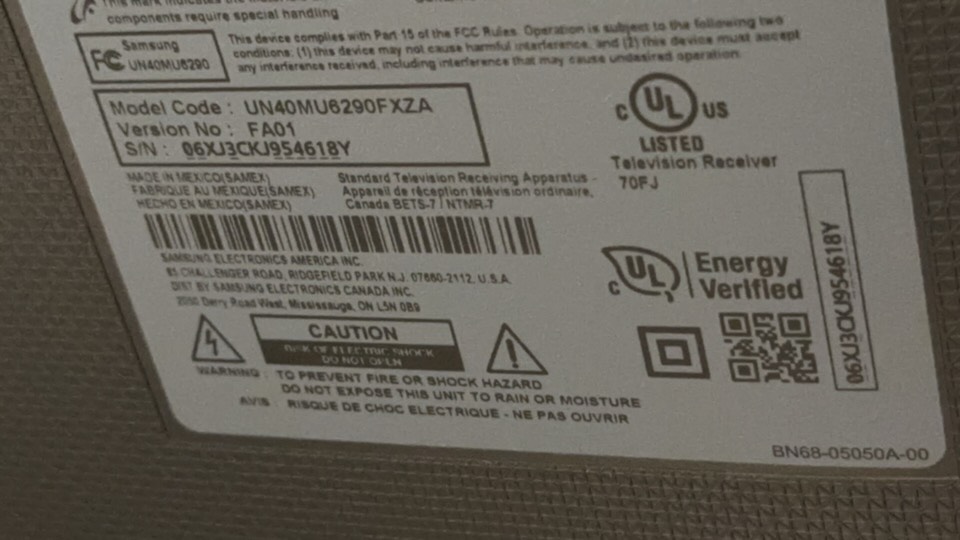 components require special handling
This device complies with Part 15 of the FCC Rules. Operation is subject to the following two
conditions: (1) this device may not cause harmful interference, and (2) this device must accept
any interference received, including interference that may cause undesired operation.
FC Samsung
UN40MU6290
Model Code : UN40MU6290FXZA
Version No : FA01
S/N : 06XJ3CKJ954618Y
C UL US
LISTED
Television Receiver
70FJ
MADE IN MEXICO(SAMEX)
FABRIQUE AU MEXIQUE(SAMEX)
HECHO EN MEXICO(SAMEX)
Standard Television Receiving Apparatus -
Appareil de réception télévision ordinaire,
Canada BETS-7 / NTMR-7
SAMSUNG ELECTRONICS AMERICA INC.
85 CHALLENGER ROAD, RIDGEFIELD PARK N.J. 07660-2112, U.S.A
DIST BY SAMSUNG ELECTRONICS CANADA INC.
2050 Derry Road West, Mississauga, ON L5N 0B9
C UL Energy
Verified
06XJ3CKJ954618Y
CAUTION
RISK OF ELECTRIC SHOCK
DO NOT OPEN
WARNING : TO PREVENT FIRE OR SHOCK HAZARD
DO NOT EXPOSE THIS UNIT TO RAIN OR MOISTURE
AVIS : RISQUE DE CHOC ELECTRIQUE - NE PAS OUVRIR
BN68-05050A-00